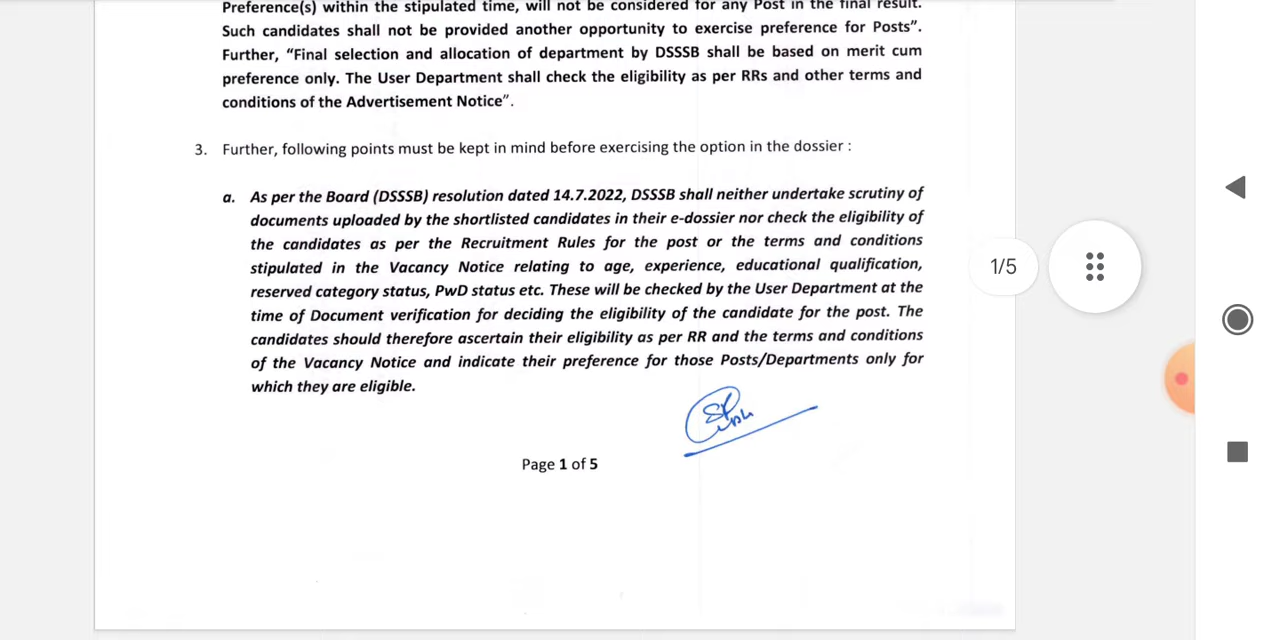 Preference(s) within the stipulated time, will not be considered for any Post in the final result.
Such candidates shall not be provided another opportunity to exercise preference for Posts”.
Further, “Final selection and allocation of department by DSSSB shall be based on merit cum
preference only. The User Department shall check the eligibility as per RRs and other terms and
conditions of the Advertisement Notice”.
3. Further, following points must be kept in mind before exercising the option in the dossier :
a. As per the Board (DSSSB) resolution dated 14.7.2022, DSSSB shall neither undertake scrutiny of
documents uploaded by the shortlisted candidates in their e-dossier nor check the eligibility of
the candidates as per the Recruitment Rules for the post or the terms and conditions
stipulated in the Vacancy Notice relating to age, experience, educational qualification,
reserved category status, PwD status etc. These will be checked by the User Department at the
time of Document verification for deciding the eligibility of the candidate for the post. The
candidates should therefore ascertain their eligibility as per RR and the terms and conditions
of the Vacancy Notice and indicate their preference for those Posts/Departments only for
which they are eligible.
Page 1 of 5
1/5